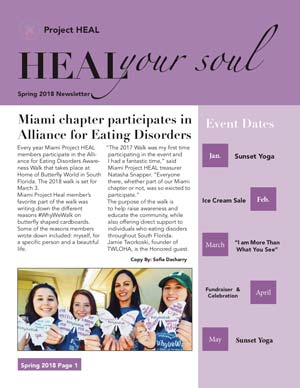 Project HEAL
HEAL your soul
Spring 2018 Newsletter
Miami chapter participates in
Alliance for Eating Disorders
Every year Miami Project HEAL
members participate in the Alli-
ance for Eating Disorders Aware-
ness Walk that takes place at
Home of Butterfly World in South
Florida. The 2018 walk is set for
March 3.
Miami Project Heal member's
favorite part of the walk was
writing down the different
reasons #WhyWeWalk on
butterfly shaped cardboards.
Some of the reasons members
wrote down included: myself, for
a specific person and a beautiful
life.
"The 2017 Walk was my first time
participating in the event and
I had a fantastic time," said
Miami Project HEAL treasurer
Natasha Snapper. "Everyone
there, whether part of our Miami
chapter or not, was so excited to
participate."
The purpose of the walk is
to help raise awareness and
educate the community, while
also offering direct support to
individuals who eating disorders
throughout South Florida.
Jamie Tworkoski, founder of
TWLOHA, is the Honored guest.
Copy By: Sofia Dacharry
Spring 2018 Page 1
Event Dates
Jan. Sunset Yoga
Ice Cream Sale Feb.
March "I am More Than
What You See"
Fundraiser &
Celebration April
May Sunset Yoga